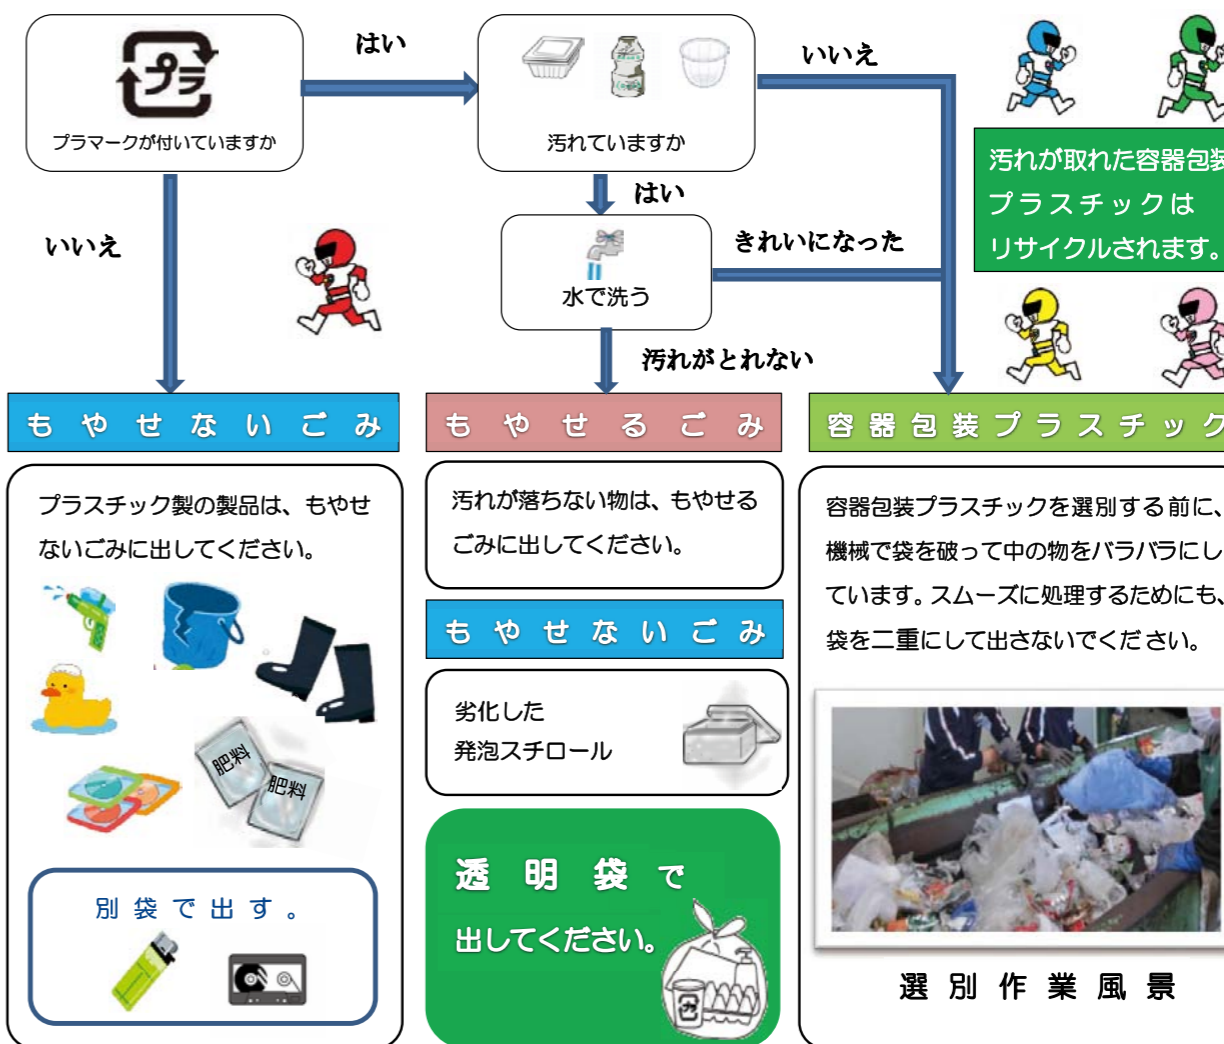 プラ
プラマークが付いていますか
はい
汚れていますか
いいえ
汚れが取れた容器包装
プラスチックは
リサイクルされます。
いいえ
はい
水で洗う
きれいになった
汚れがとれない
もやせないごみ
プラスチック製の製品は、もやせ
ないごみに出してください。
肥料
肥料
別袋で出す。
もやせるごみ
汚れが落ちない物は、もやせる
ごみに出してください。
もやせないごみ
劣化した
発泡スチロール
透明袋で
出してください。
プラ
容器包装プラスチック
容器包装プラスチックを選別する前に、
機械で袋を破って中の物をバラバラにし
ています。スムーズに処理するためにも、
袋を二重にして出さないでください。
選別作業風景